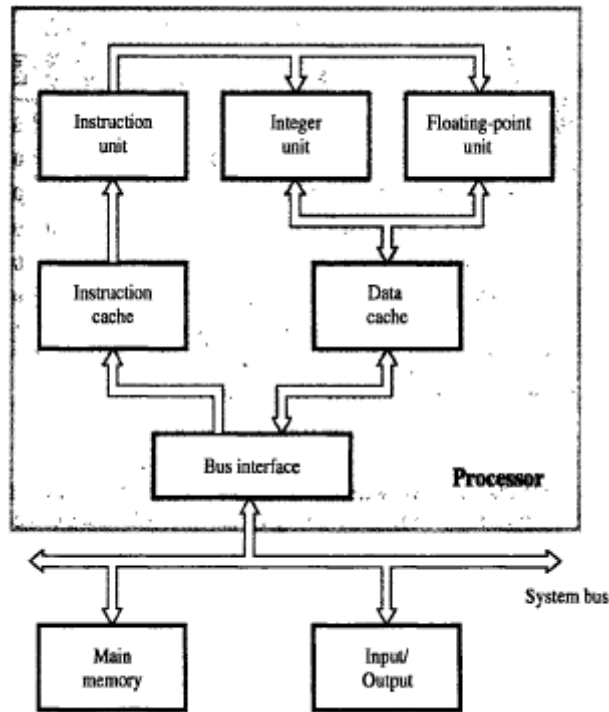 Instruction
unit
Integer
unit
Floating-point
unit
Instruction
cache
Data
cache
Bus interface
Processor
System bus
Main
memory
Input/
Output